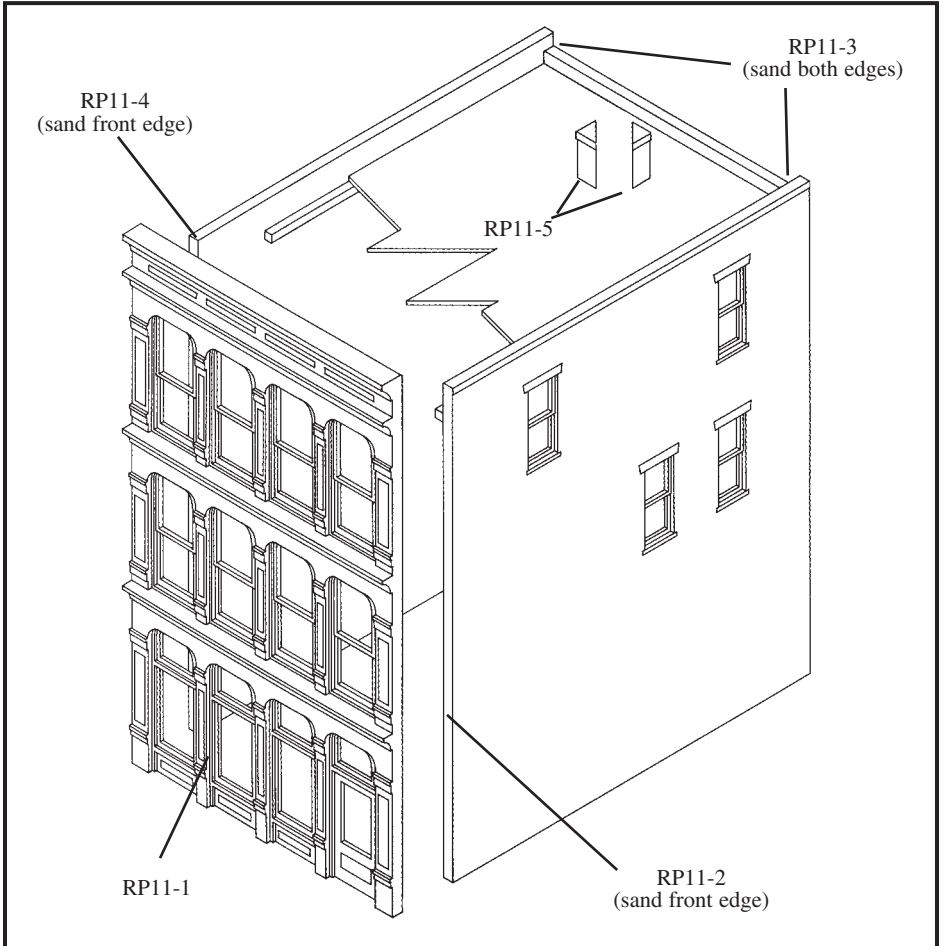 RP11-3
(sand both edges)
RP11-4
(sand front edge)
RP11-5
RP11-1
RP11-2
(sand front edge)